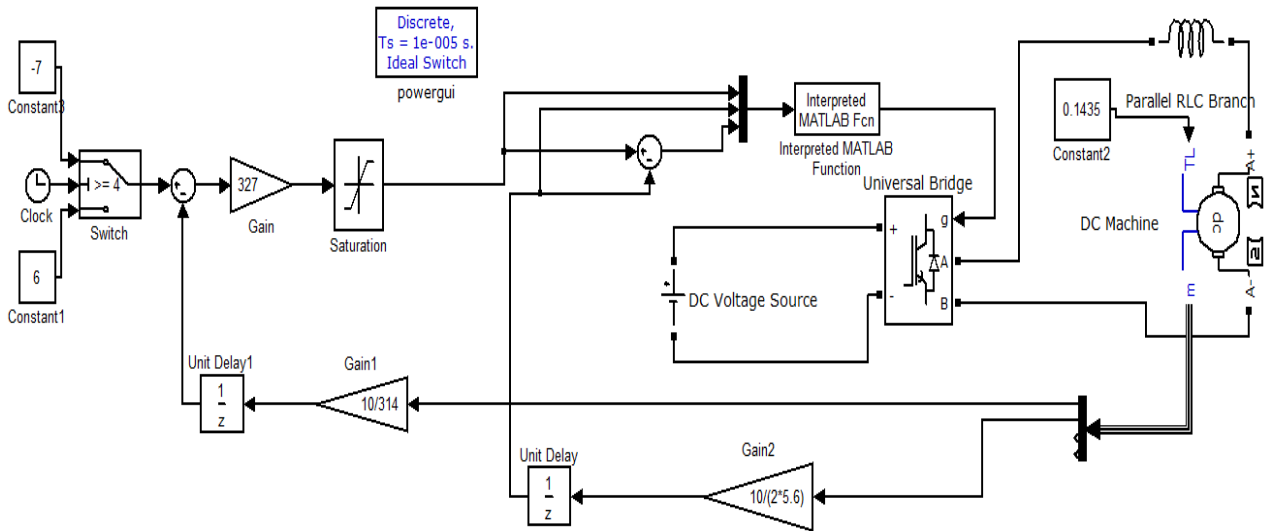 Discrete,
Ts = 1e-005 s.
Ideal Switch
powergui
-7
Constant3
Clock
>= 4
Switch
6
Constant1
327
Gain
Saturation
Interpreted
MATLAB Fcn
Interpreted MATLAB
Function
Universal Bridge
g
+
A
-
B
DC Voltage Source
Parallel RLC Branch
0.1435
Constant2
TL
A+
DC Machine
dc
N
S
m
A-
Unit Delay1
1
z
Gain1
10/314
Unit Delay
1
z
Gain2
10/(2*5.6)